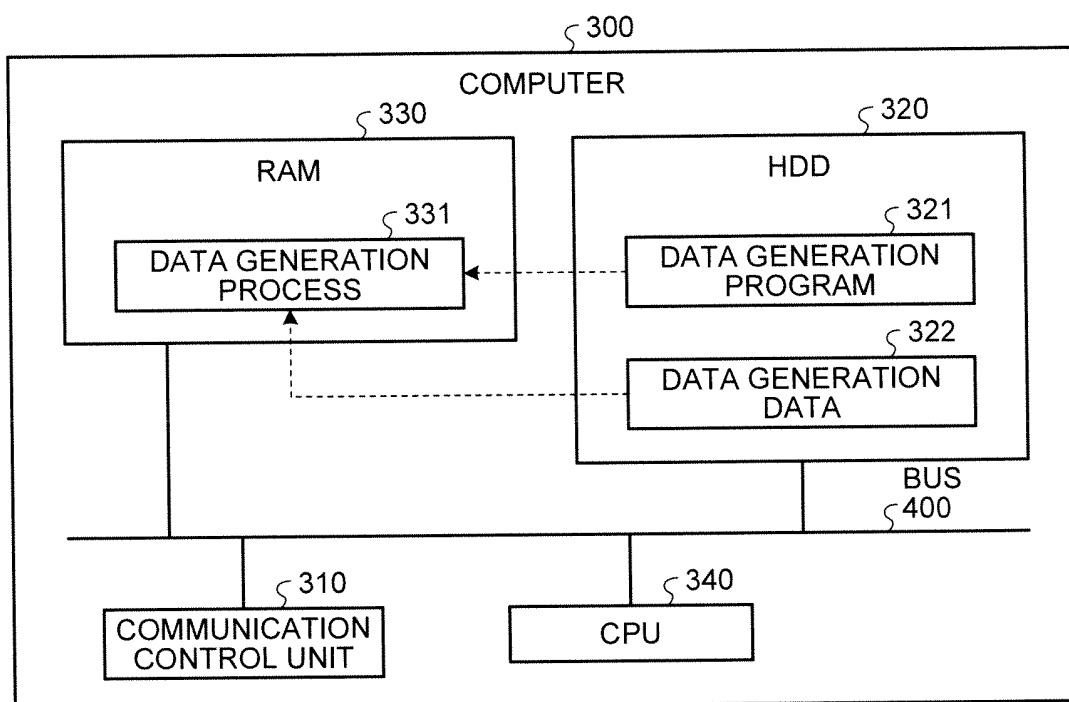 300
COMPUTER
330
RAM
331
DATA GENERATION
PROCESS
320
HDD
321
DATA GENERATION
PROGRAM
322
DATA GENERATION
DATA
BUS
400
310
COMMUNICATION
CONTROL UNIT
340
CPU